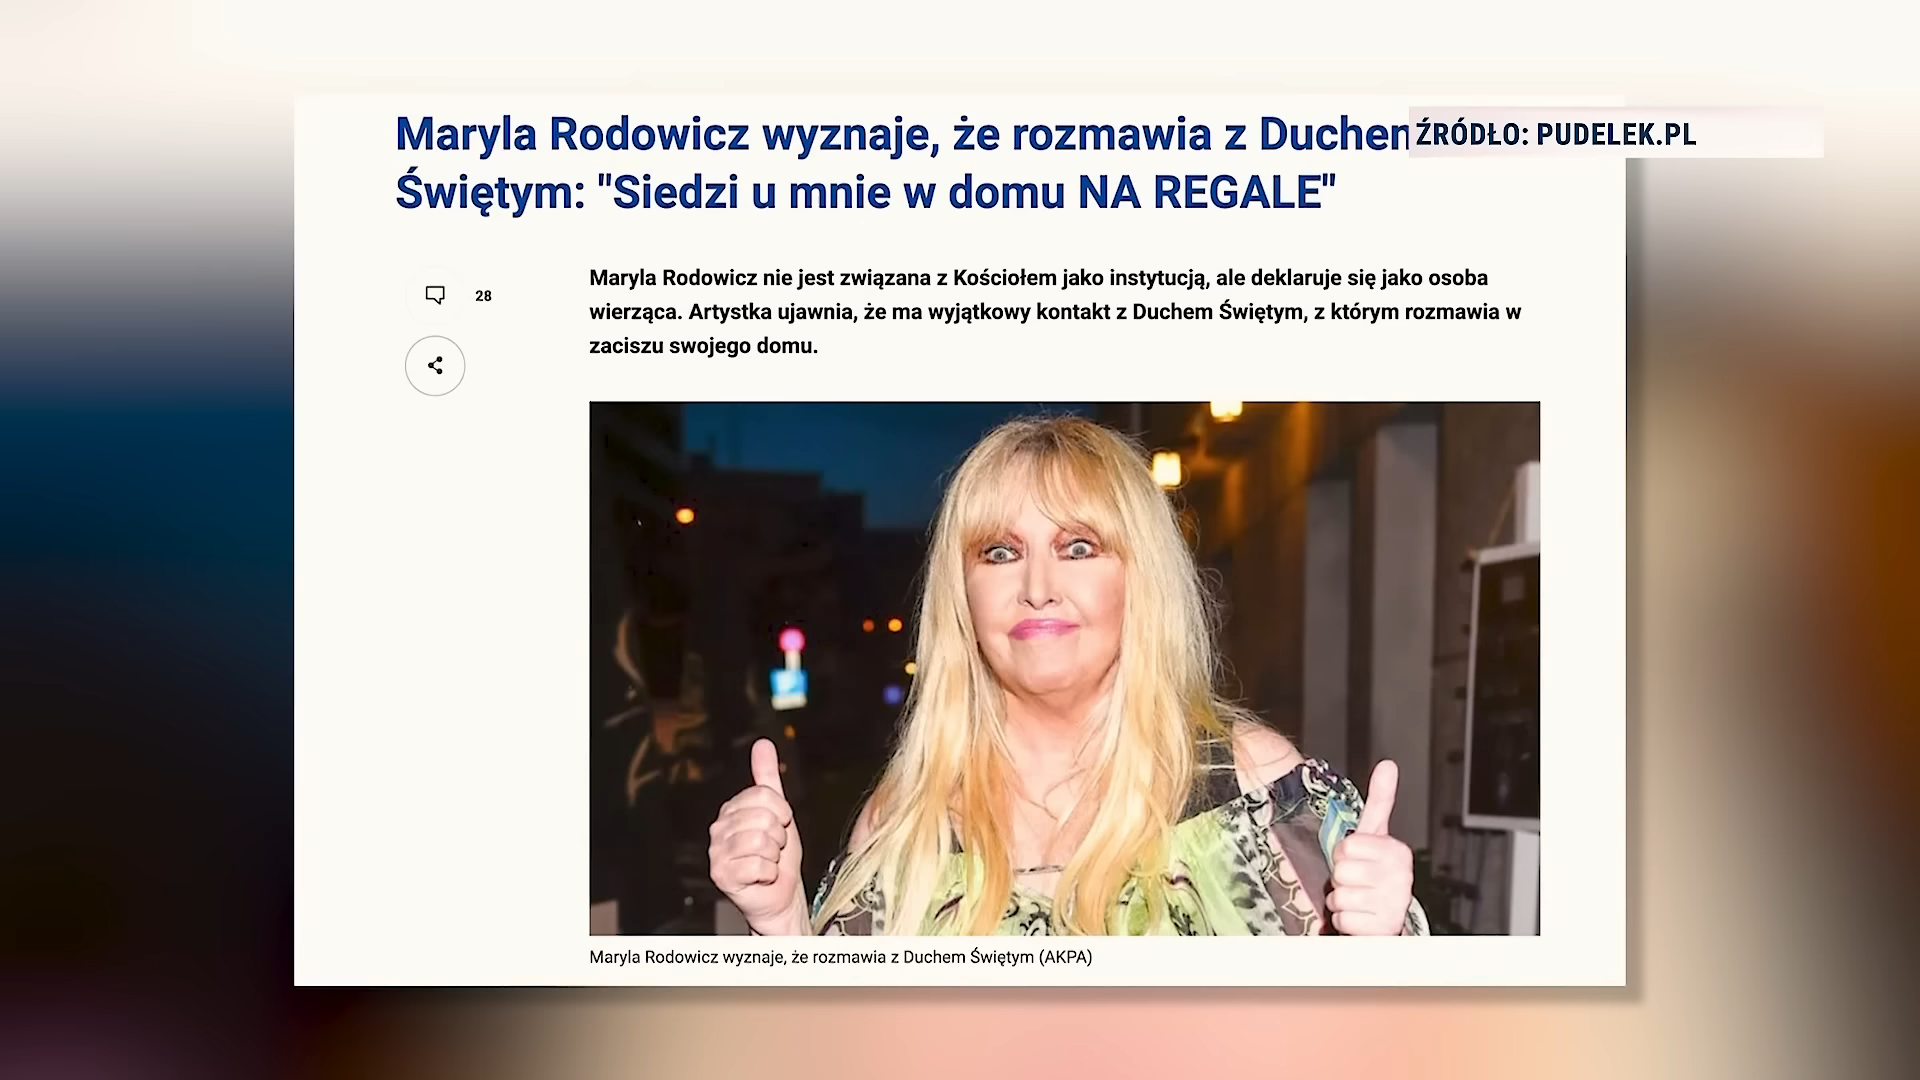 Maryla Rodowicz wyznaje, że rozmawia z Duchem
ŹRÓDŁO: PUDELEK.PL
Świętym: "Siedzi u mnie w domu NA REGALE"
28
Maryla Rodowicz nie jest związana z Kościołem jako instytucją, ale deklaruje się jako osoba
wierząca. Artystka ujawnia, że ma wyjątkowy kontakt z Duchem Świętym, z którym rozmawia w
zaciszu swojego domu.
Maryla Rodowicz wyznaje, że rozmawia z Duchem Świętym (AKPA)